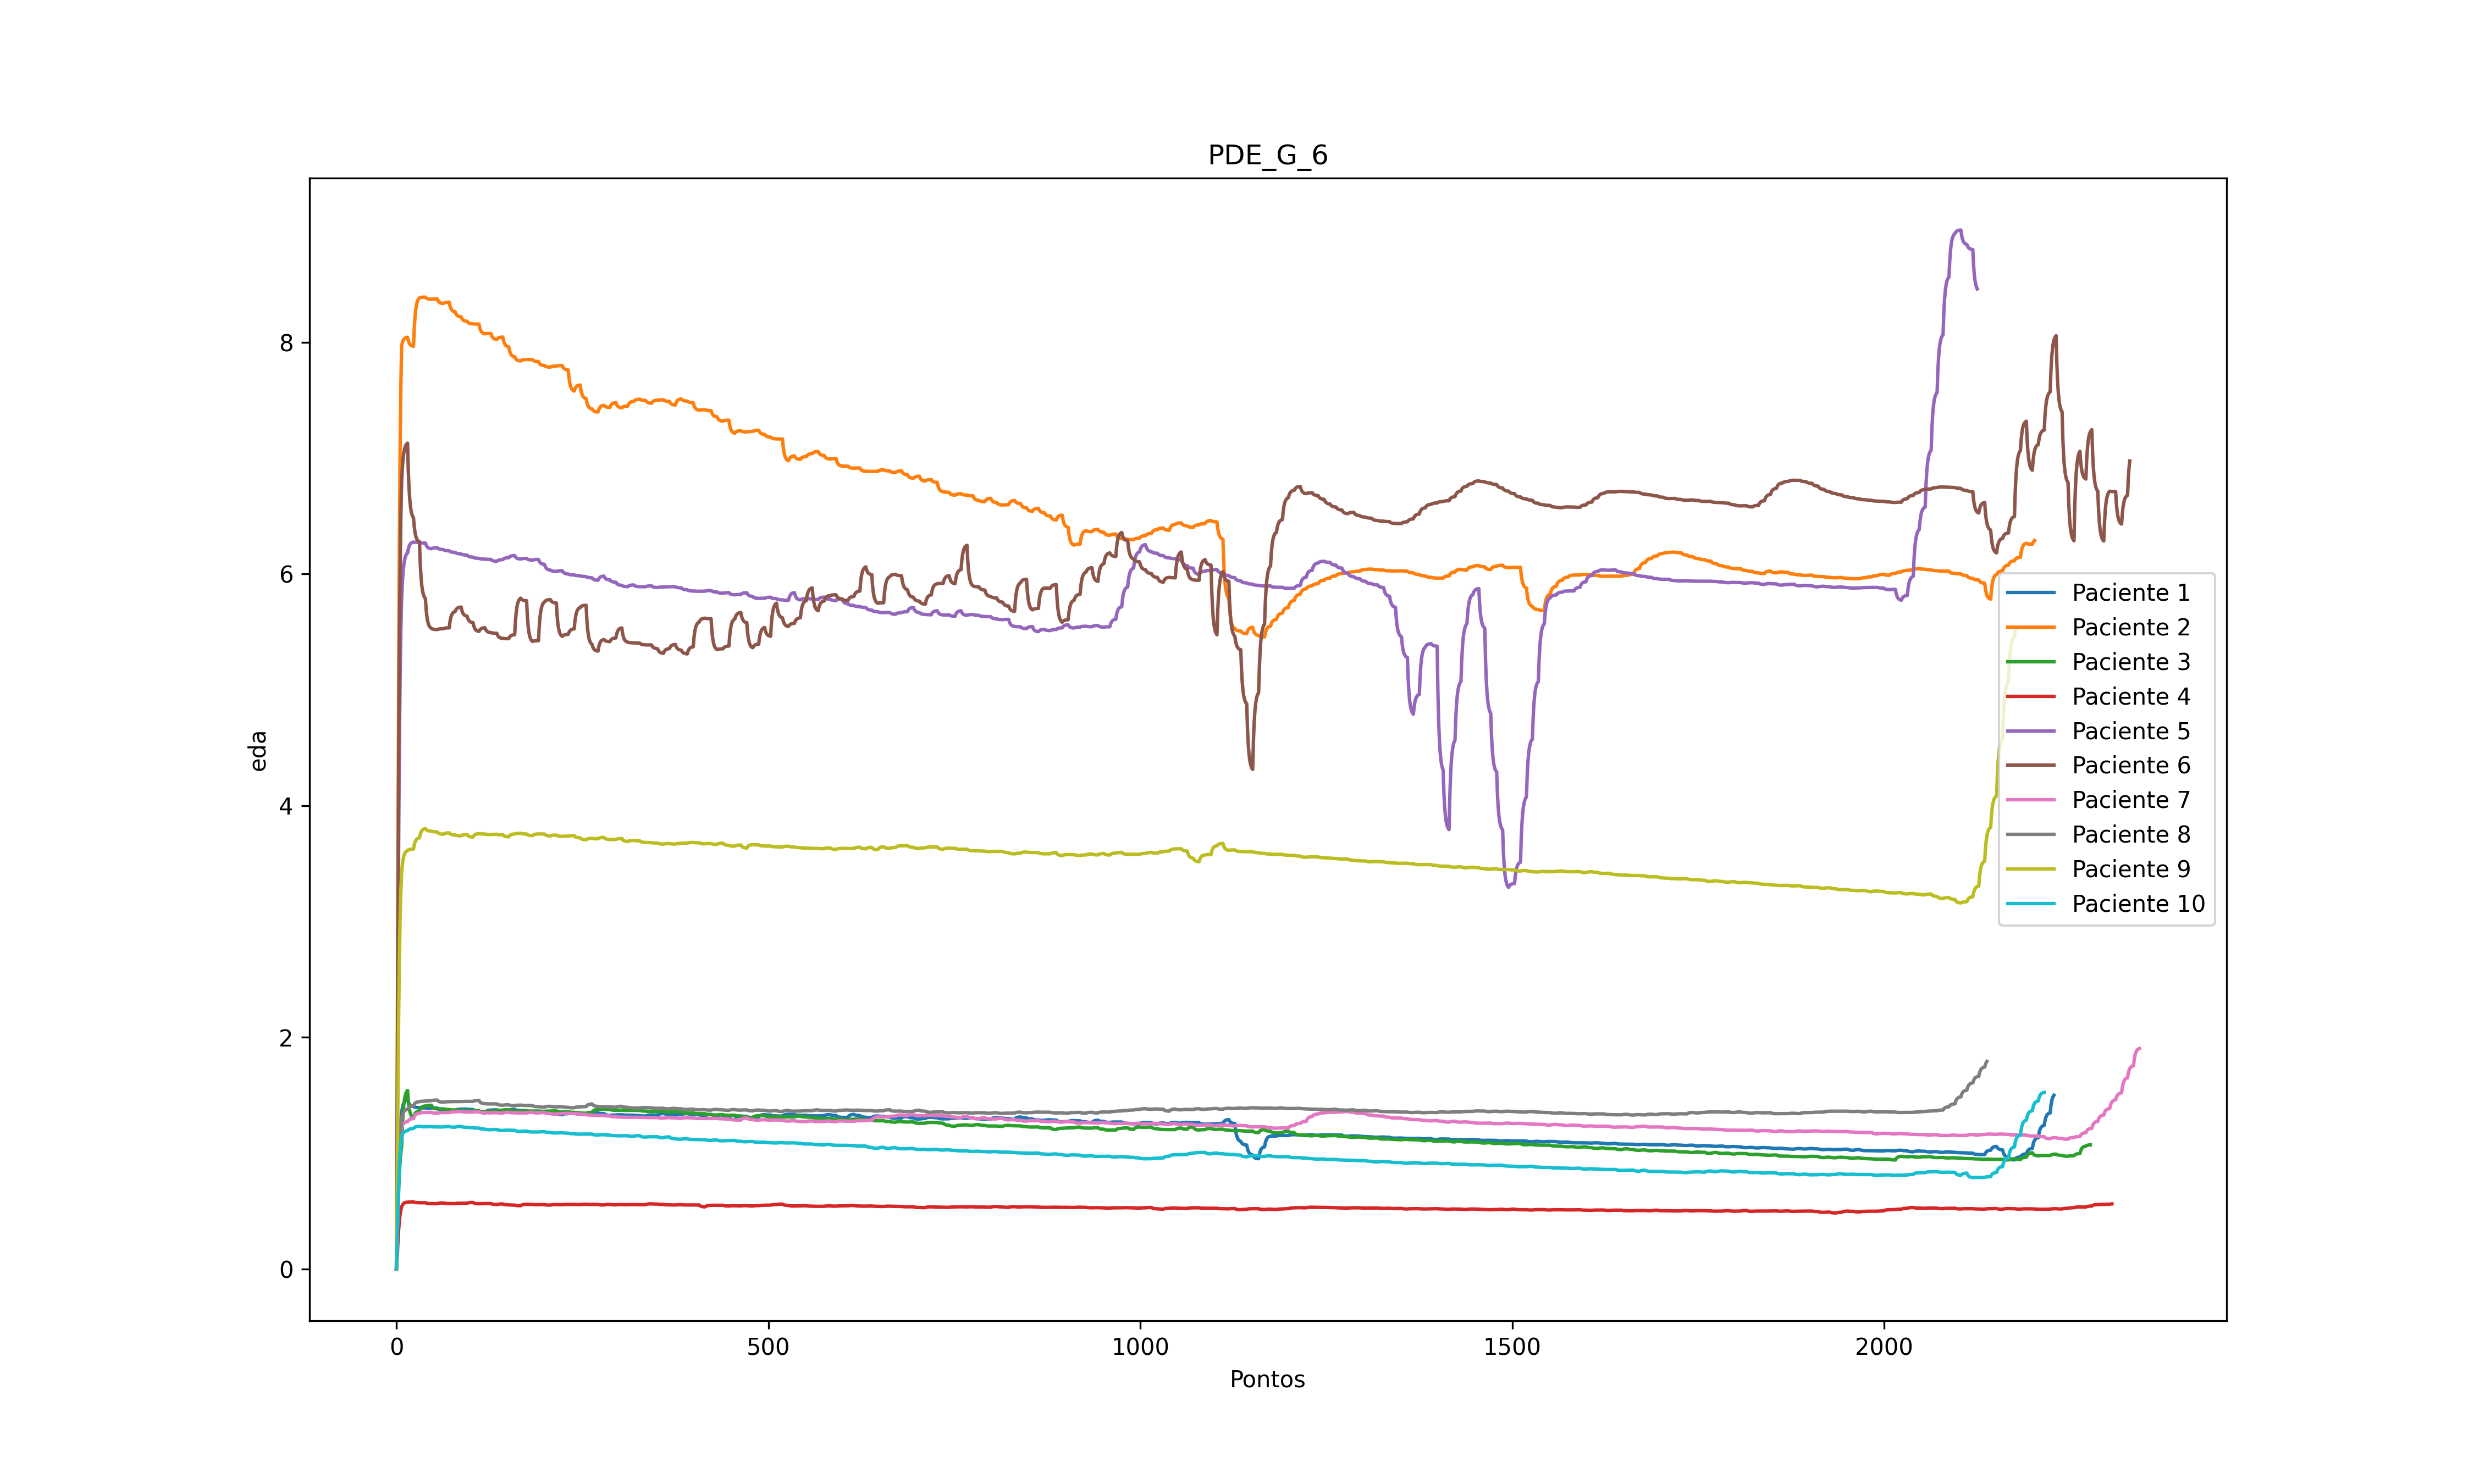 PDE_G_6
eda
8
6
4
2
0
Paciente 1
Paciente 2
Paciente 3
Paciente 4
Paciente 5
Paciente 6
Paciente 7
Paciente 8
Paciente 9
Paciente 10
0 500 1000 1500 2000
Pontos